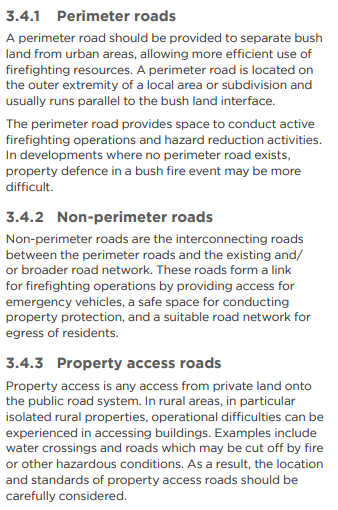 3.4.1 Perimeter roads
A perimeter road should be provided to separate bush
land from urban areas, allowing more efficient use of
firefighting resources. A perimeter road is located on
the outer extremity of a local area or subdivision and
usually runs parallel to the bush land interface.
The perimeter road provides space to conduct active
firefighting operations and hazard reduction activities.
In developments where no perimeter road exists,
property defence in a bush fire event may be more
difficult.
3.4.2 Non-perimeter roads
Non-perimeter roads are the interconnecting roads
between the perimeter roads and the existing and/
or broader road network. These roads form a link
for firefighting operations by providing access for
emergency vehicles, a safe space for conducting
property protection, and a suitable road network for
egress of residents.
3.4.3 Property access roads
Property access is any access from private land onto
the public road system. In rural areas, in particular
isolated rural properties, operational difficulties can be
experienced in accessing buildings. Examples include
water crossings and roads which may be cut off by fire
or other hazardous conditions. As a result, the location
and standards of property access roads should be
carefully considered.